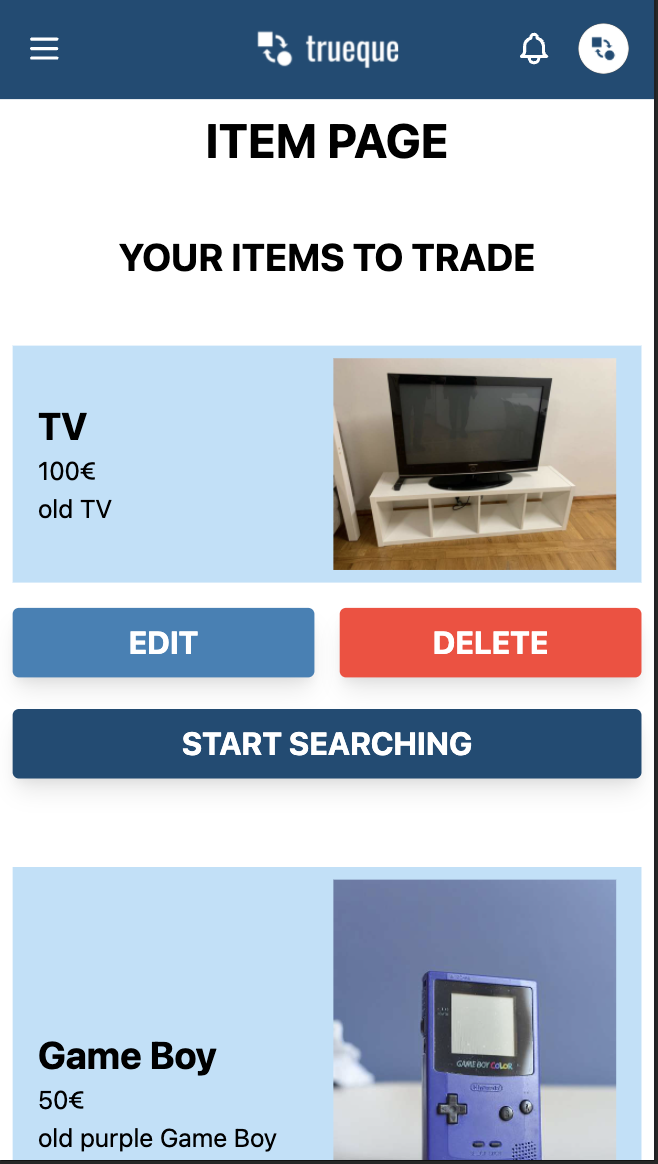 trueque
ITEM PAGE
YOUR ITEMS TO TRADE
TV
100€
old TV
EDIT
DELETE
START SEARCHING
GAME BOY COLOR
Nintendo
Game Boy
50€
old purple Game Boy